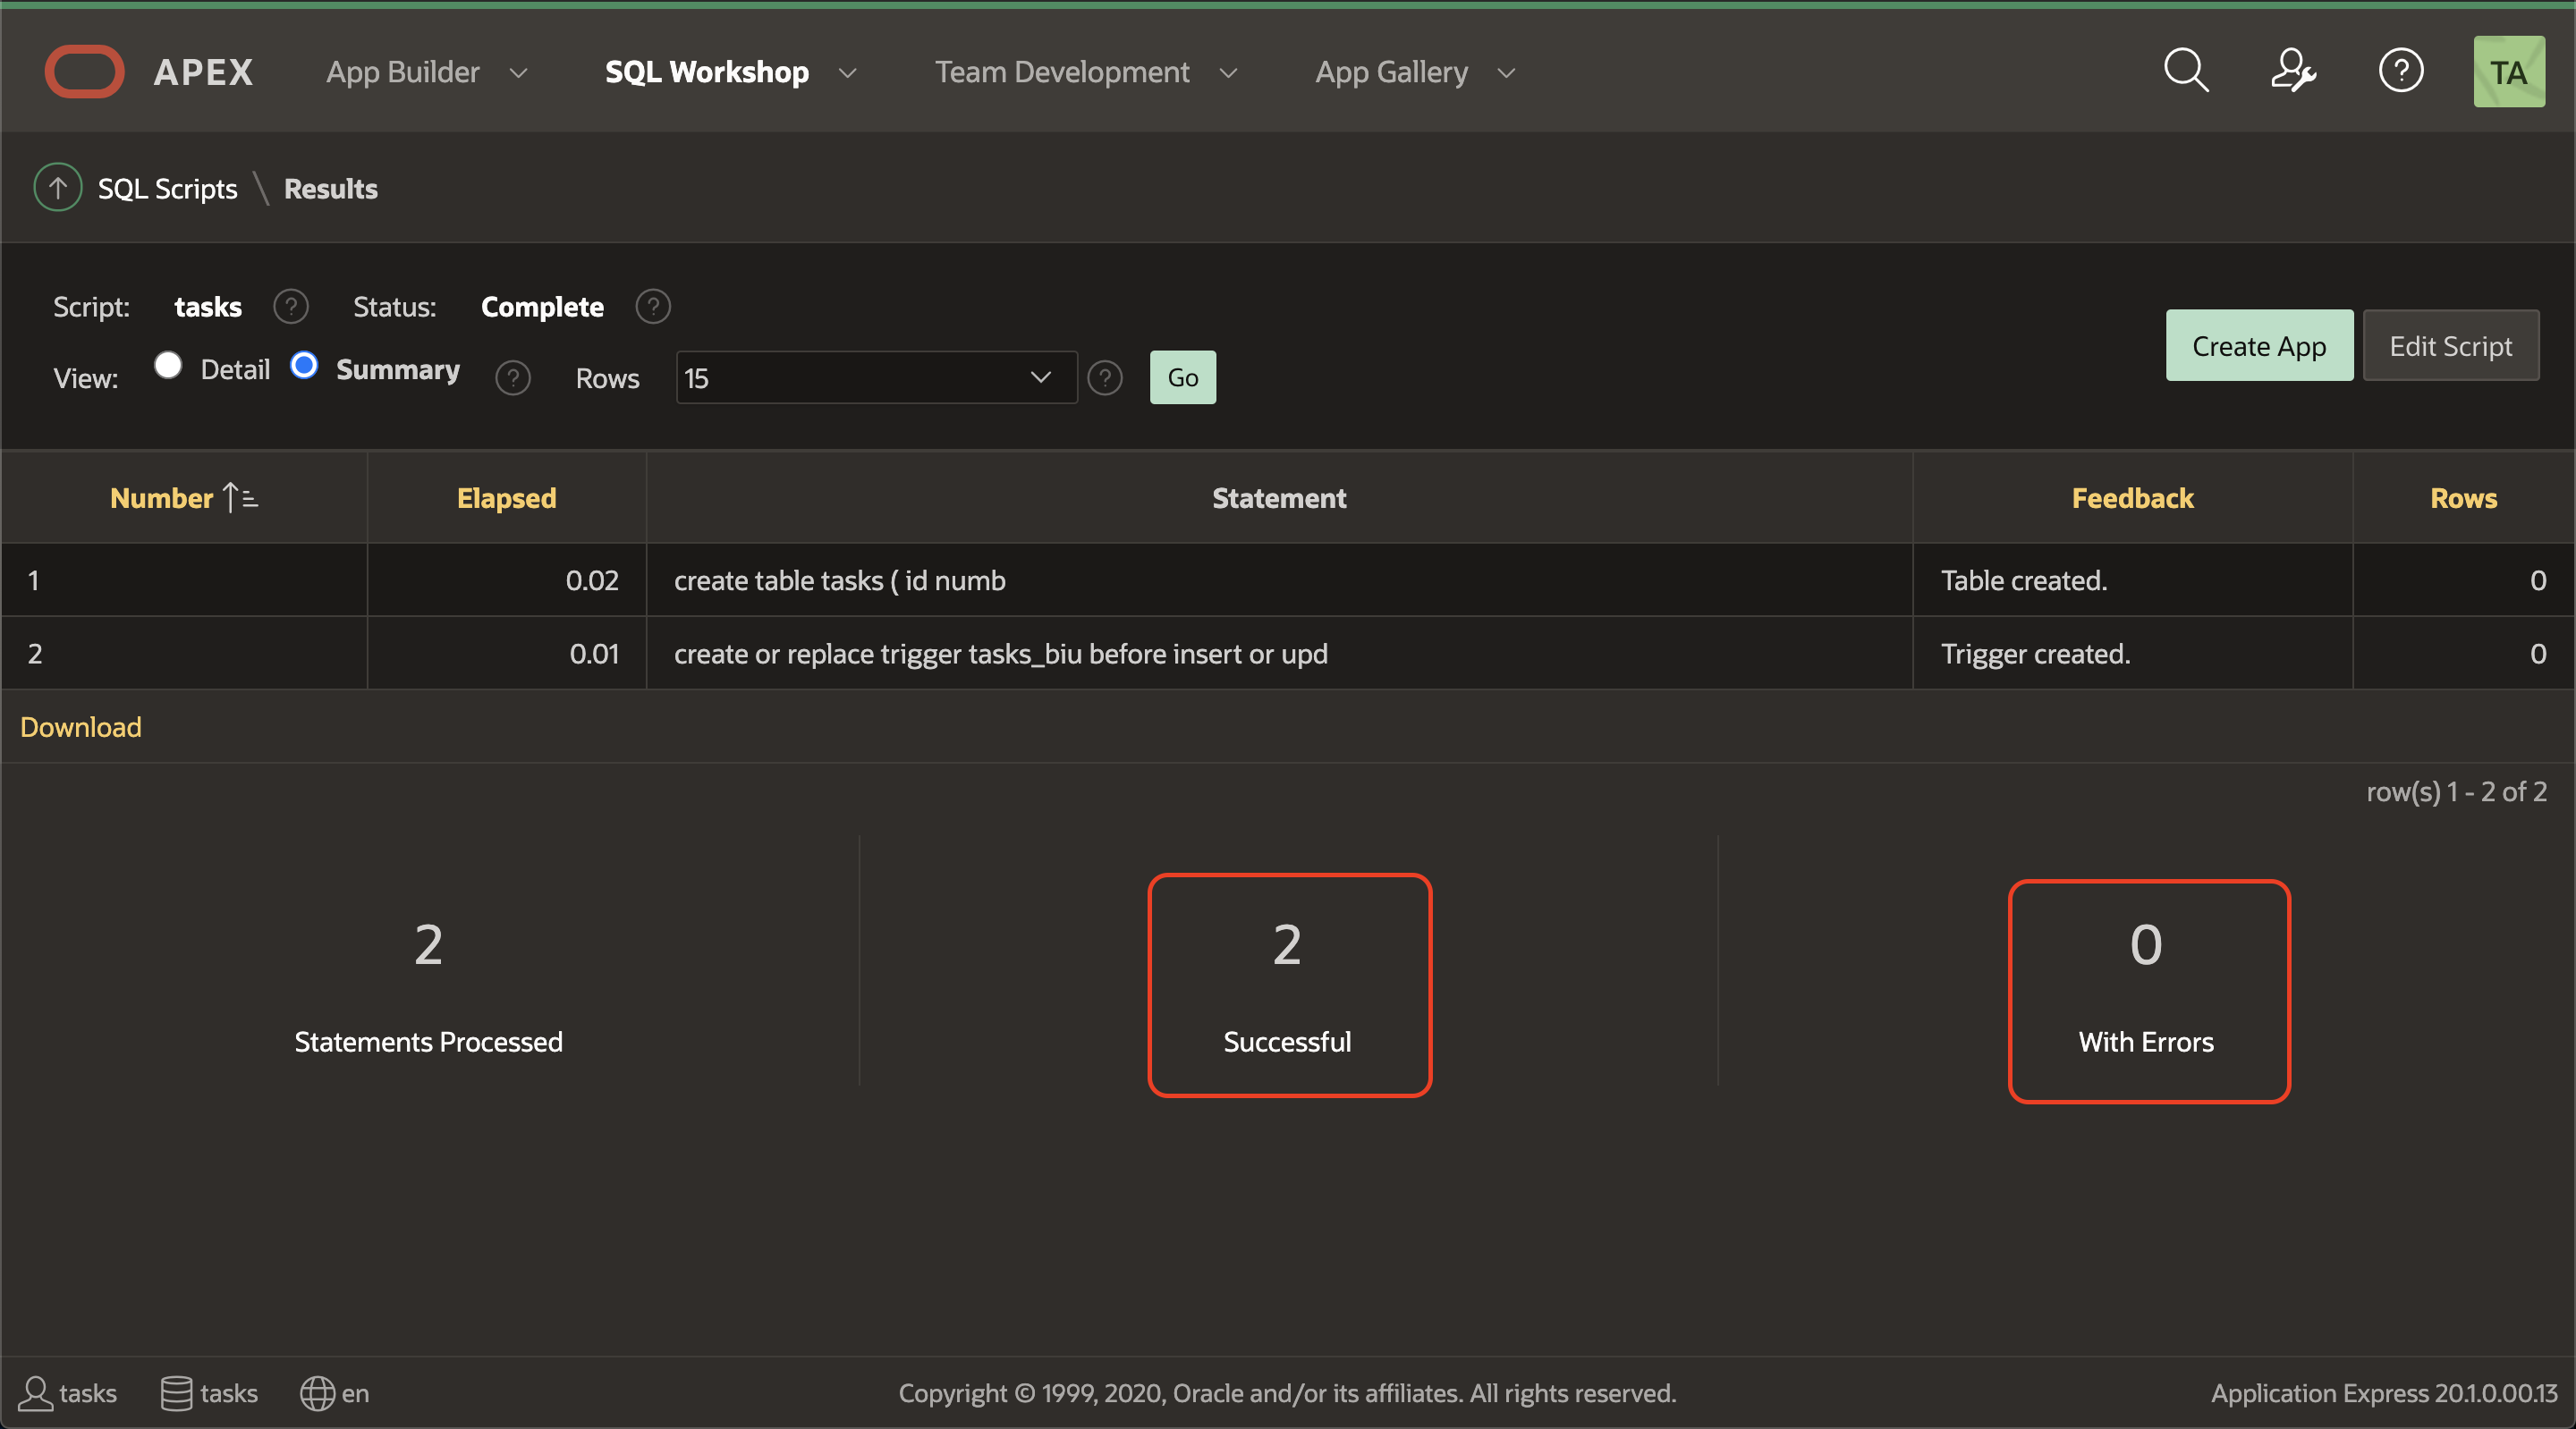 APEX App Builder SQL Workshop Team Development App Gallery ? TA
SQL Scripts \ Results
Script: tasks ? Status: Complete ?
View: Detail Summary ? Rows 15 ? Go
Create App Edit Script
Number Elapsed Statement Feedback Rows
1 0.02 create table tasks ( id numb Table created. 0
2 0.01 create or replace trigger tasks_biu before insert or upd Trigger created. 0
Download
row(s) 1 - 2 of 2
2 2 0
Statements Processed Successful With Errors
tasks tasks en Copyright © 1999, 2020, Oracle and/or its affiliates. All rights reserved. Application Express 20.1.0.00.13